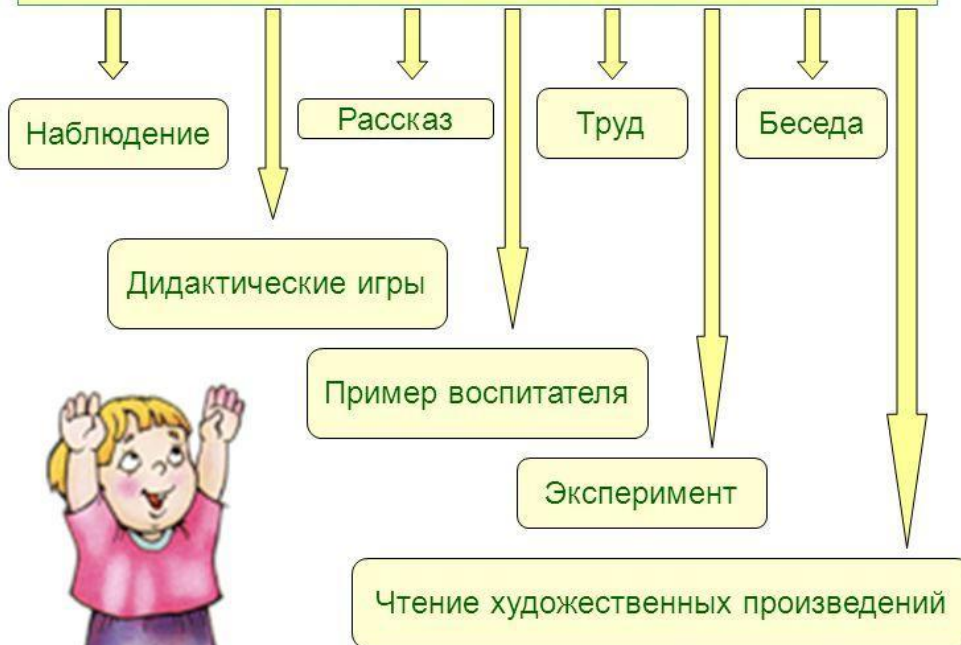 Наблюдение
Рассказ
Труд
Беседа
Дидактические игры
Пример воспитателя
Эксперимент
Чтение художественных произведений